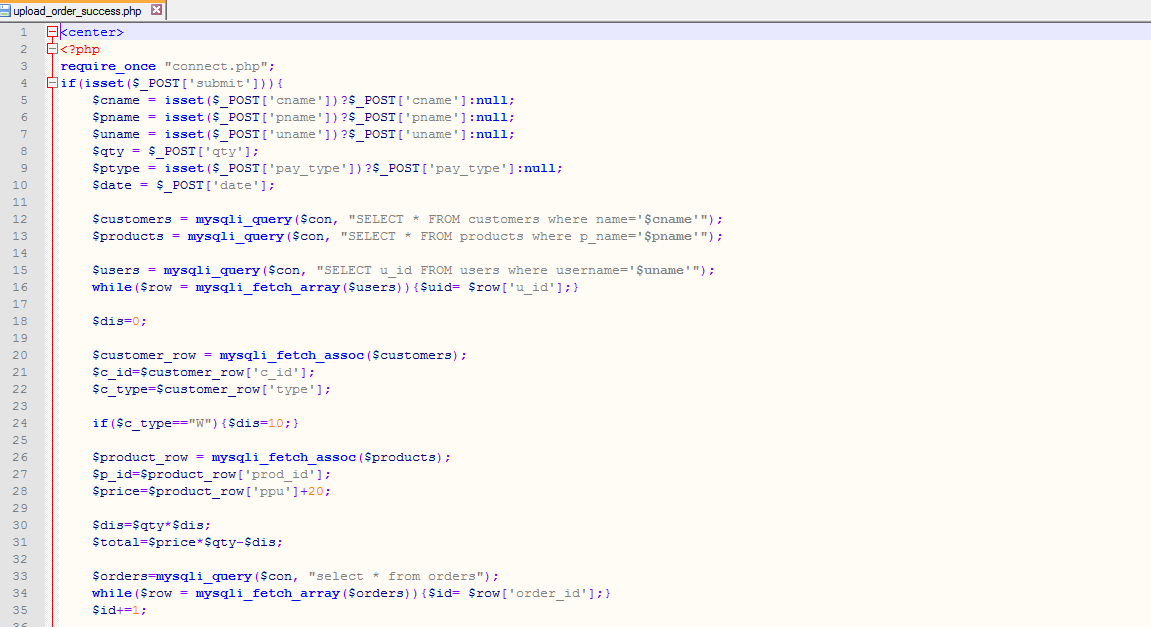 upload_order_success.php
1 <center>
2 <?php
3 require_once "connect.php";
4 if(isset($_POST['submit'])){
5 $cname = isset($_POST['cname'])?$_POST['cname']:null;
6 $pname = isset($_POST['pname'])?$_POST['pname']:null;
7 $uname = isset($_POST['uname'])?$_POST['uname']:null;
8 $qty = $_POST['qty'];
9 $ptype = isset($_POST['pay_type'])?$_POST['pay_type']:null;
10 $date = $_POST['date'];
11
12 $customers = mysqli_query($con, "SELECT * FROM customers where name='$cname'");
13 $products = mysqli_query($con, "SELECT * FROM products where p_name='$pname'");
14
15 $users = mysqli_query($con, "SELECT u_id FROM users where username='$uname'");
16 while($row = mysqli_fetch_array($users)){$uid= $row['u_id'];}
17
18 $dis=0;
19
20 $customer_row = mysqli_fetch_assoc($customers);
21 $c_id=$customer_row['c_id'];
22 $c_type=$customer_row['type'];
23
24 if($c_type=="W"){$dis=10;}
25
26 $product_row = mysqli_fetch_assoc($products);
27 $p_id=$product_row['prod_id'];
28 $price=$product_row['ppu']+20;
29
30 $dis=$qty*$dis;
31 $total=$price*$qty-$dis;
32
33 $orders=mysqli_query($con, "select * from orders");
34 while($row = mysqli_fetch_array($orders)){$id= $row['order_id'];}
35 $id+=1;
36